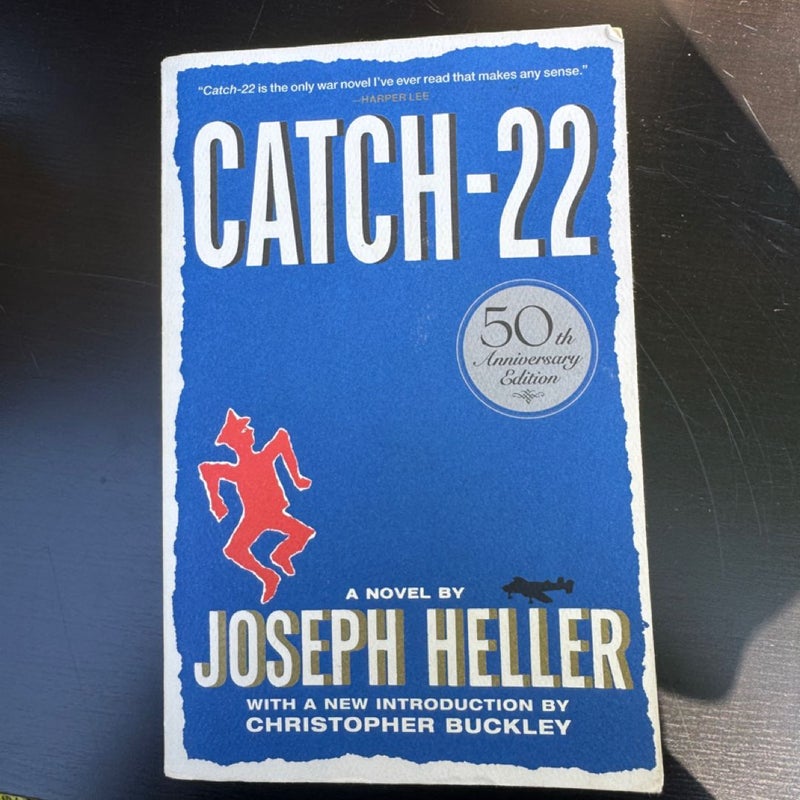 “Catch-22 is the only war novel I’ve ever read that makes any sense.”
—HARPER LEE
CATCH-22
50th
Anniversary
Edition
A NOVEL BY
JOSEPH HELLER
WITH A NEW INTRODUCTION BY
CHRISTOPHER BUCKLEY